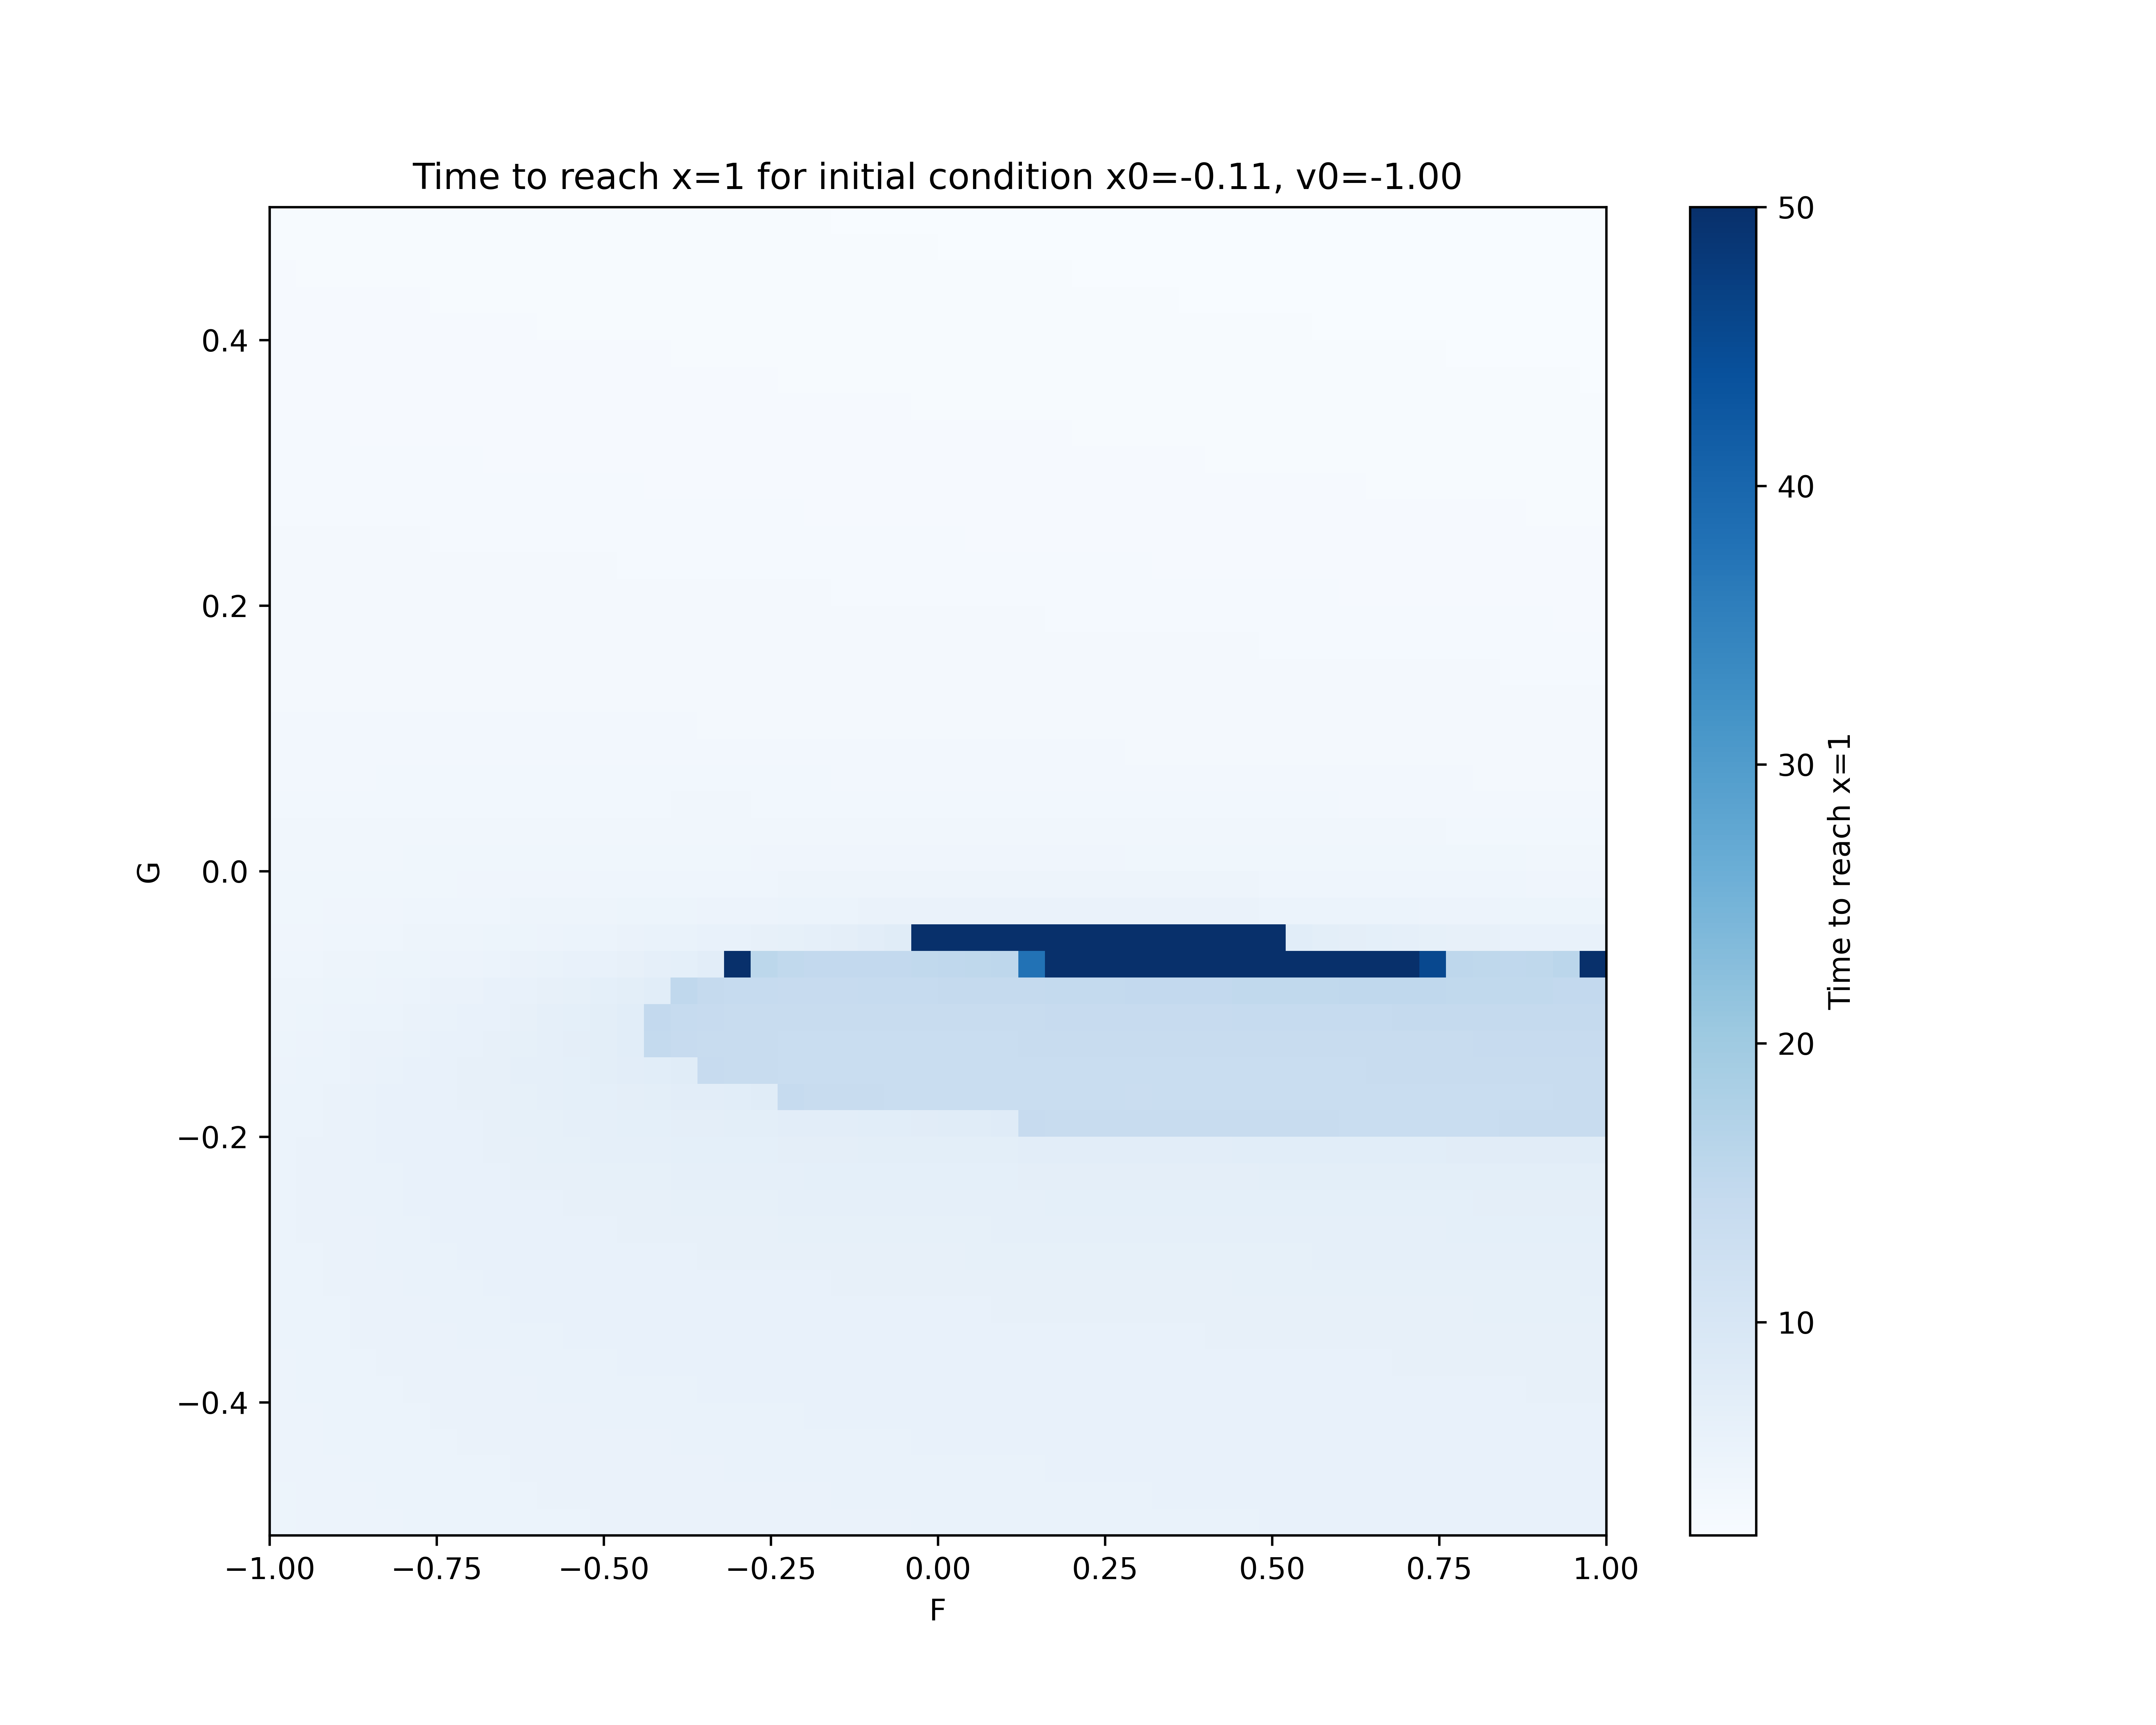 Time to reach x=1 for initial condition x0=-0.11, v0=-1.00
G
0.4
0.2
0.0
−0.2
−0.4
−1.00 −0.75 −0.50 −0.25 0.00 0.25 0.50 0.75 1.00
F
50
40
30
20
10
Time to reach x=1